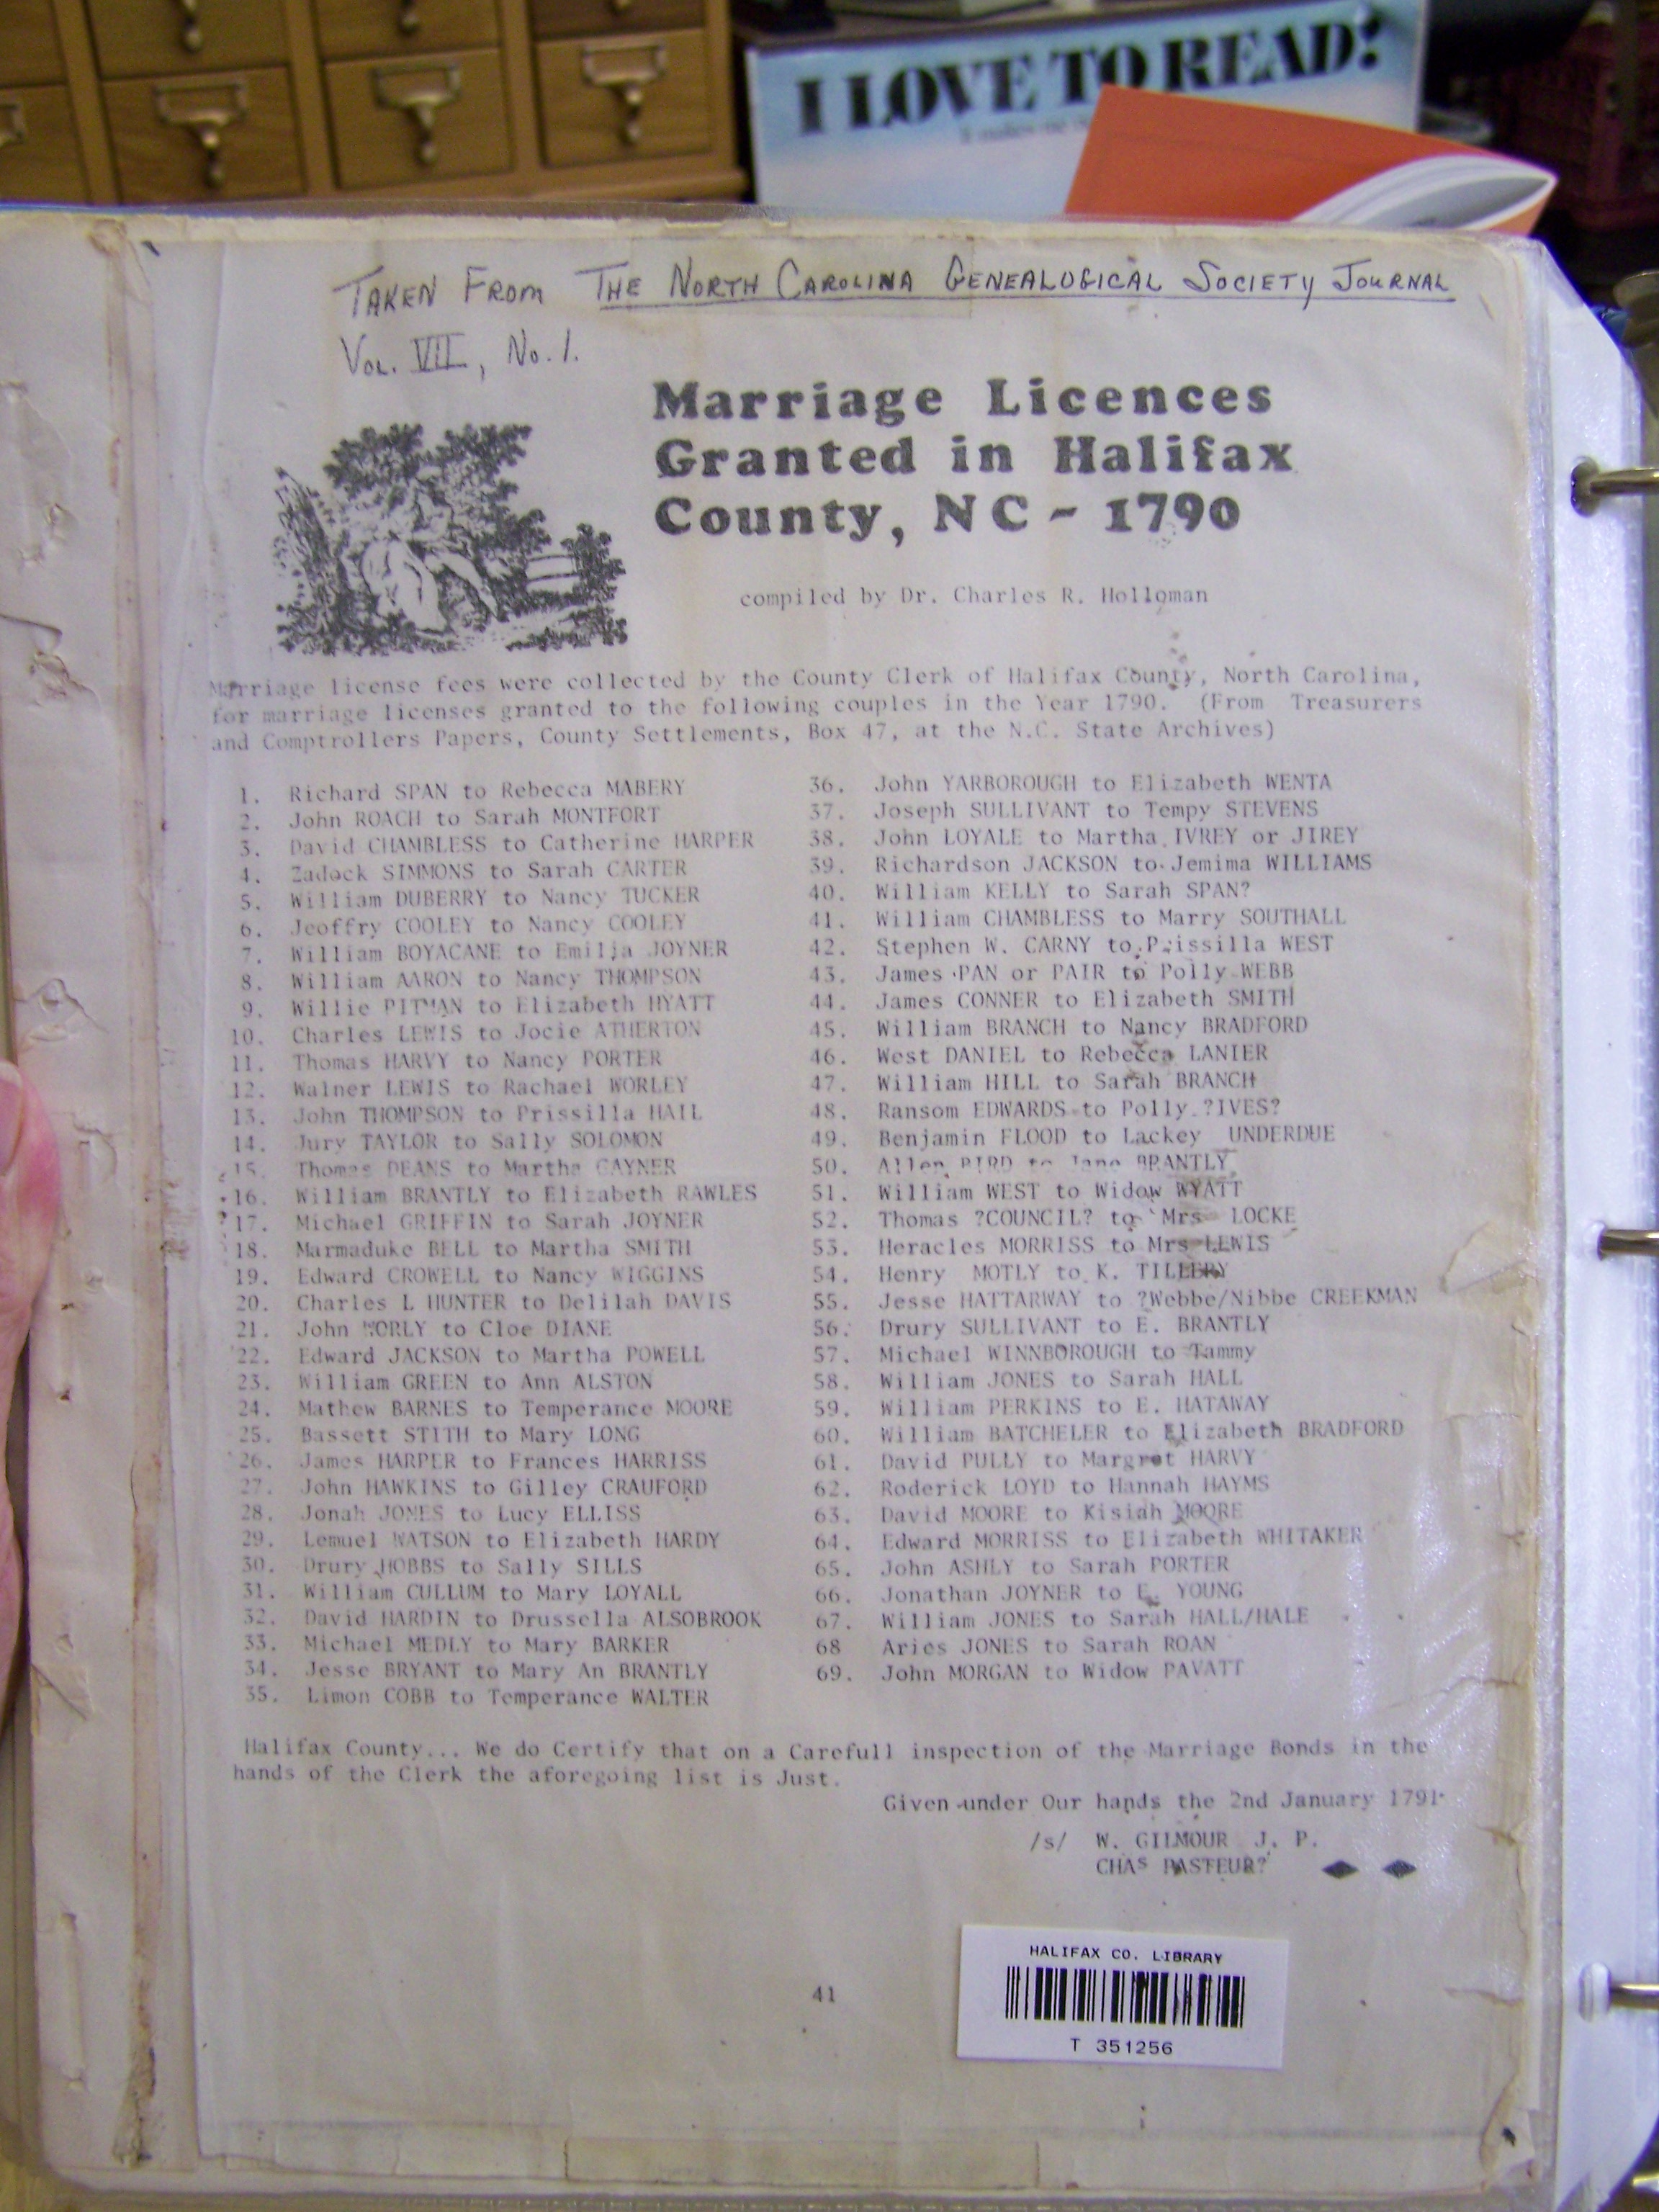 I LOVE TO READ!
TAKEN FROM THE NORTH CAROLINA GENEALOGICAL SOCIETY JOURNAL
VOL. VII, No. 1.
Marriage Licences
Granted in Halifax
County, NC - 1790
compiled by Dr. Charles R. Holloman
Marriage license fees were collected by the County Clerk of Halifax County, North Carolina,
for marriage licenses granted to the following couples in the Year 1790. (From Treasurers
and Comptrollers Papers, County Settlements, Box 47, at the N.C. State Archives)
1. Richard SPAN to Rebecca MABERY
2. John ROACH to Sarah MONTFORT
3. David CHAMBLESS to Catherine HARPER
4. Zadock SIMMONS to Sarah CARTER
5. William DUBERRY to Nancy TUCKER
6. Jeoffry COOLEY to Nancy COOLEY
7. William BOYACANE to Emilja JOYNER
8. William AARON to Nancy THOMPSON
9. Willie PITMAN to Elizabeth HYATT
10. Charles LEWIS to Jocie ATHERTON
11. Thomas HARVY to Nancy PORTER
12. Walner LEWIS to Rachael WORLEY
13. John THOMPSON to Prissilla HAIL
14. Jury TAYLOR to Sally SOLOMON
15. Thomas DEANS to Martha CAYNER
16. William BRANTLY to Elizabeth RAWLES
17. Michael GRIFFIN to Sarah JOYNER
18. Marmaduke BELL to Martha SMITH
19. Edward CROWELL to Nancy WIGGINS
20. Charles L HUNTER to Delilah DAVIS
21. John WORLY to Cloe DIANE
22. Edward JACKSON to Martha POWELL
23. William GREEN to Ann ALSTON
24. Mathew BARNES to Temperance MOORE
25. Bassett STITH to Mary LONG
26. James HARPER to Frances HARRISS
27. John HAWKINS to Gilley CRAUFORD
28. Jonah JONES to Lucy ELLISS
29. Lemuel WATSON to Elizabeth HARDY
30. Drury HOBBS to Sally SILLS
31. William CULLUM to Mary LOYALL
32. David HARDIN to Drussella ALSOBROOK
33. Michael MEDLY to Mary BARKER
34. Jesse BRYANT to Mary An BRANTLY
35. Limon COBB to Temperance WALTER
36. John YARBOROUGH to Elizabeth WENTA
37. Joseph SULLIVANT to Tempy STEVENS
38. John LOYALE to Martha IVREY or JIREY
39. Richardson JACKSON to Jemima WILLIAMS
40. William KELLY to Sarah SPAN?
41. William CHAMBLESS to Marry SOUTHALL
42. Stephen W. CARNY to Prissilla WEST
43. James PAN or PAIR to Polly WEBB
44. James CONNER to Elizabeth SMITH
45. William BRANCH to Nancy BRADFORD
46. West DANIEL to Rebecca LANIER
47. William HILL to Sarah BRANCH
48. Ransom EDWARDS to Polly ?IVES?
49. Benjamin FLOOD to Lackey UNDERDUE
50. Allen BIRD to Jane BRANTLY
51. William WEST to Widow WYATT
52. Thomas ?COUNCIL? to Mrs LOCKE
53. Heracles MORRISS to Mrs LEWIS
54. Henry MOTLY to K. TILLERY
55. Jesse HATTARWAY to ?Webbe/Nibbe CREEKMAN
56. Drury SULLIVANT to E. BRANTLY
57. Michael WINNBOROUGH to Tammy
58. William JONES to Sarah HALL
59. William PERKINS to E. HATAWAY
60. William BATCHELER to Elizabeth BRADFORD
61. David PULLY to Margret HARVY
62. Roderick LOYD to Hannah HAYMS
63. David MOORE to Kisiah MOORE
64. Edward MORRISS to Elizabeth WHITAKER
65. John ASHLY to Sarah PORTER
66. Jonathan JOYNER to E. YOUNG
67. William JONES to Sarah HALL/HALE
68 Aries JONES to Sarah ROAN
69. John MORGAN to Widow PAVATT
Halifax County... We do Certify that on a Carefull inspection of the Marriage Bonds in the
hands of the Clerk the aforegoing list is Just.
Given under Our hands the 2nd January 1791
/s/ W. GILMOUR J. P.
CHAS PASTEUR?
41
HALIFAX CO. LIBRARY
T 351256